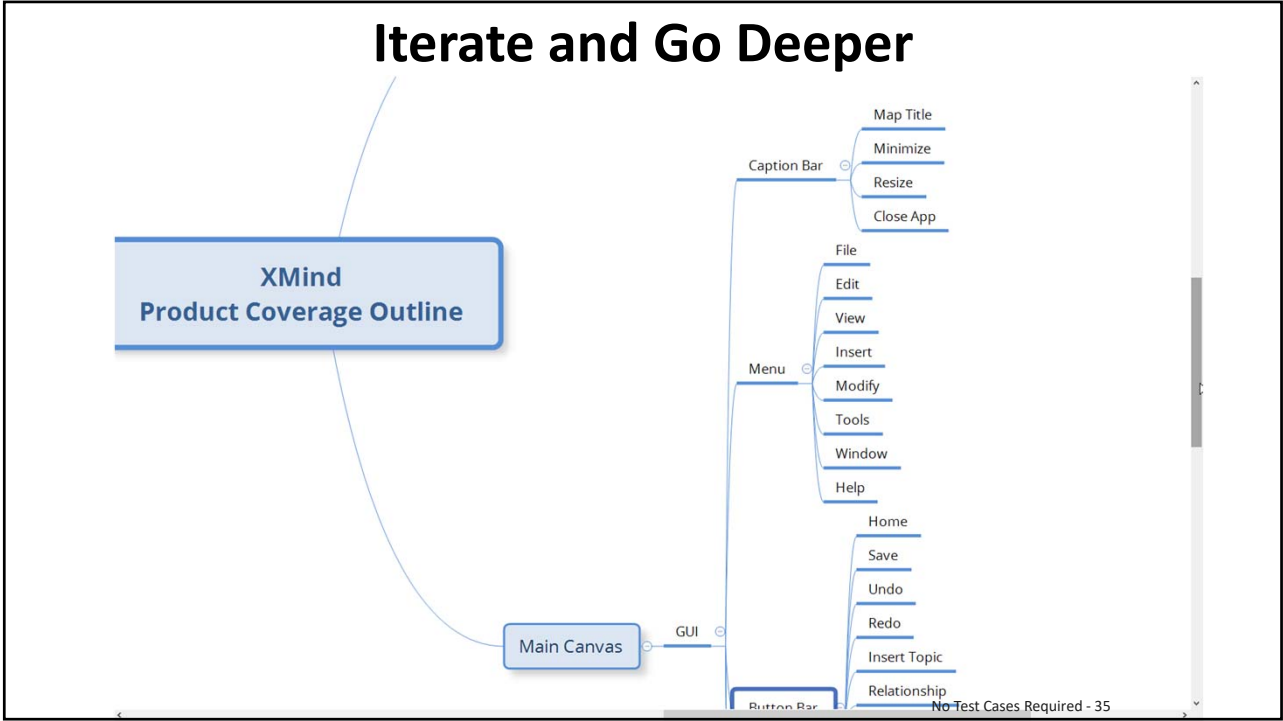 Iterate and Go Deeper
XMind
Product Coverage Outline
Main Canvas
GUI
Caption Bar
Map Title
Minimize
Resize
Close App
Menu
File
Edit
View
Insert
Modify
Tools
Window
Help
Button Bar
Home
Save
Undo
Redo
Insert Topic
Relationship
No Test Cases Required - 35